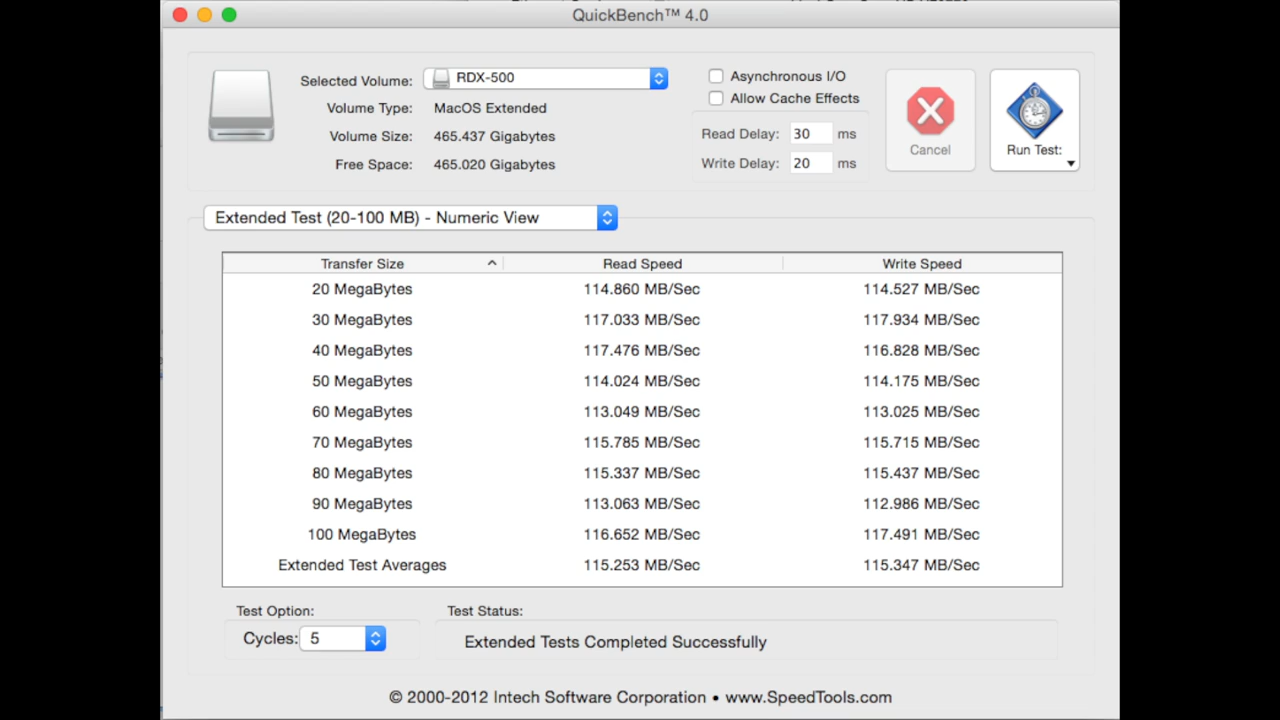 QuickBench™ 4.0
Selected Volume: RDX-500
Volume Type: MacOS Extended
Volume Size: 465.437 Gigabytes
Free Space: 465.020 Gigabytes
Asynchronous I/O
Allow Cache Effects
Read Delay: 30 ms
Write Delay: 20 ms
Cancel
Run Test:
Extended Test (20-100 MB) - Numeric View
Transfer Size Read Speed Write Speed
20 MegaBytes 114.860 MB/Sec 114.527 MB/Sec
30 MegaBytes 117.033 MB/Sec 117.934 MB/Sec
40 MegaBytes 117.476 MB/Sec 116.828 MB/Sec
50 MegaBytes 114.024 MB/Sec 114.175 MB/Sec
60 MegaBytes 113.049 MB/Sec 113.025 MB/Sec
70 MegaBytes 115.785 MB/Sec 115.715 MB/Sec
80 MegaBytes 115.337 MB/Sec 115.437 MB/Sec
90 MegaBytes 113.063 MB/Sec 112.986 MB/Sec
100 MegaBytes 116.652 MB/Sec 117.491 MB/Sec
Extended Test Averages 115.253 MB/Sec 115.347 MB/Sec
Test Option:
Cycles: 5
Test Status:
Extended Tests Completed Successfully
© 2000-2012 Intech Software Corporation • www.SpeedTools.com